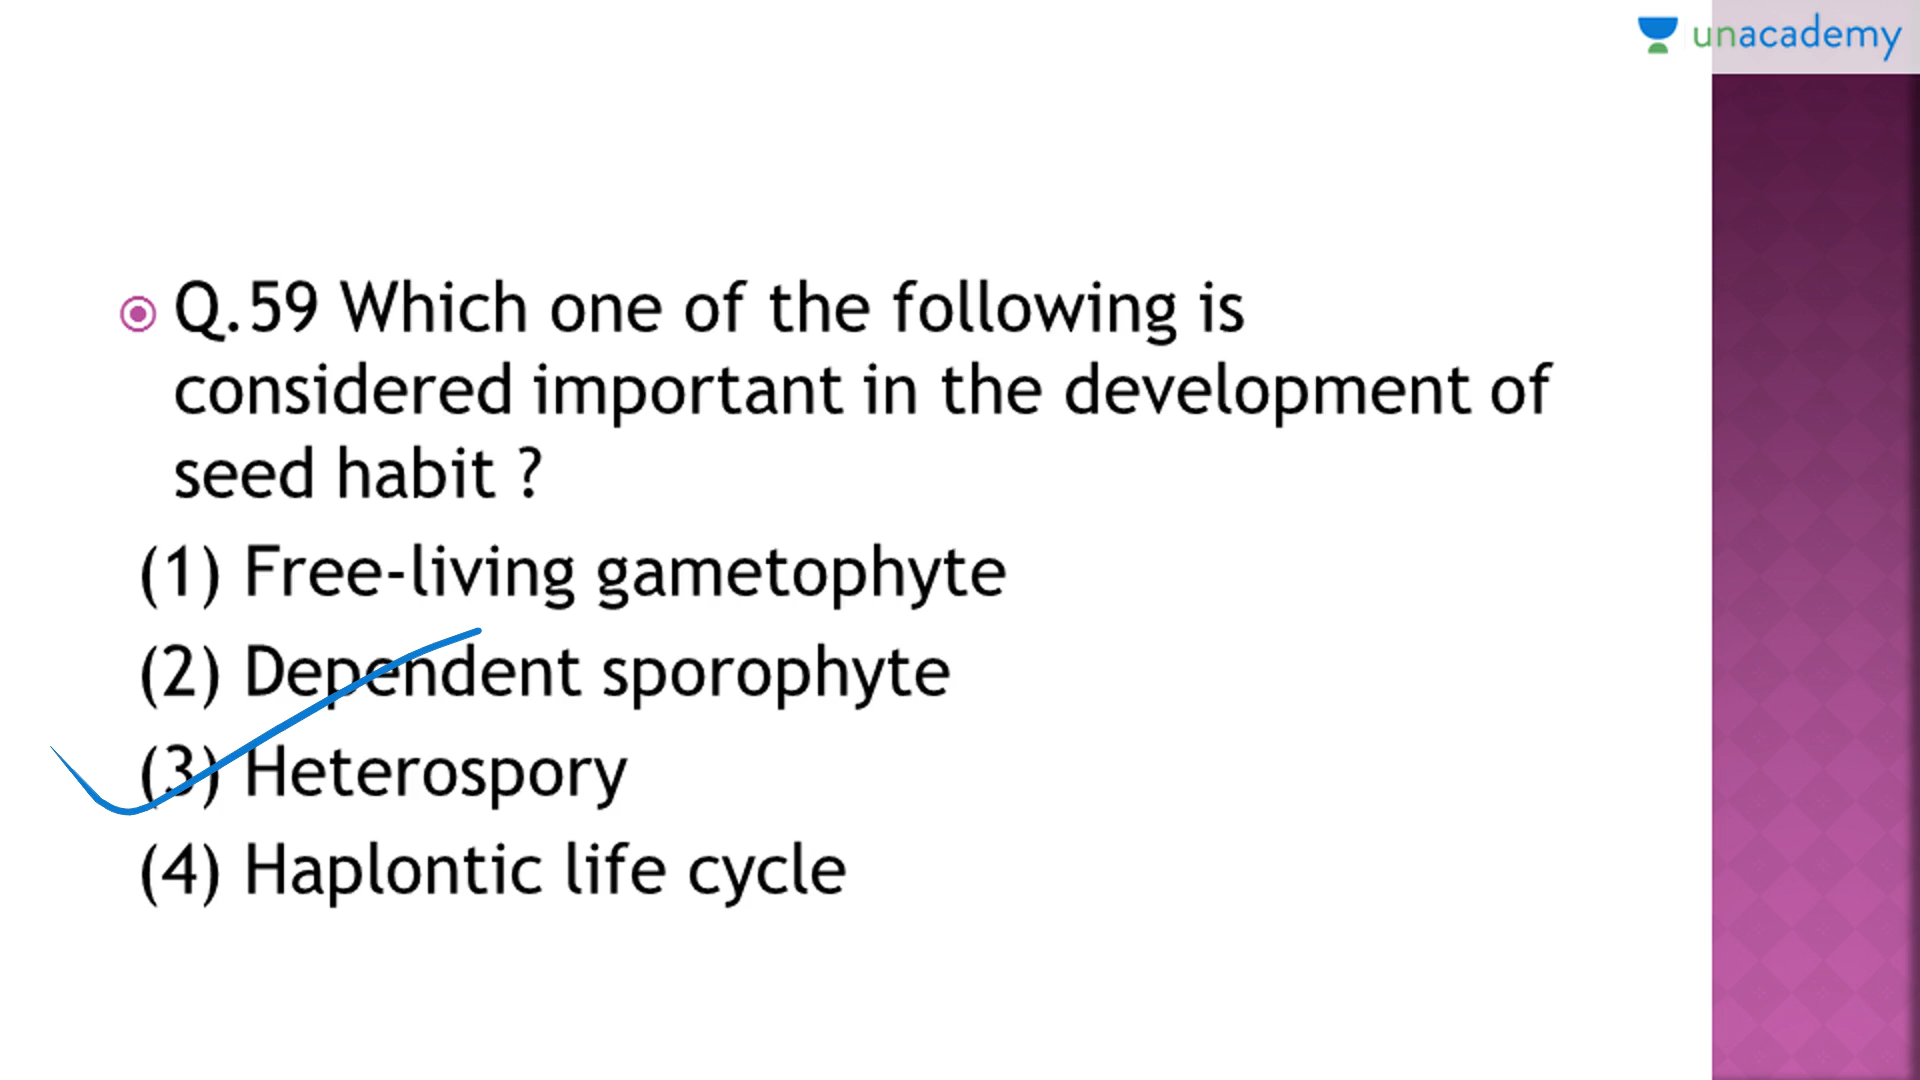 unacademy
Q.59 Which one of the following is
considered important in the development of
seed habit ?
(1) Free-living gametophyte
(2) Dependent sporophyte
(3) Heterospory
(4) Haplontic life cycle